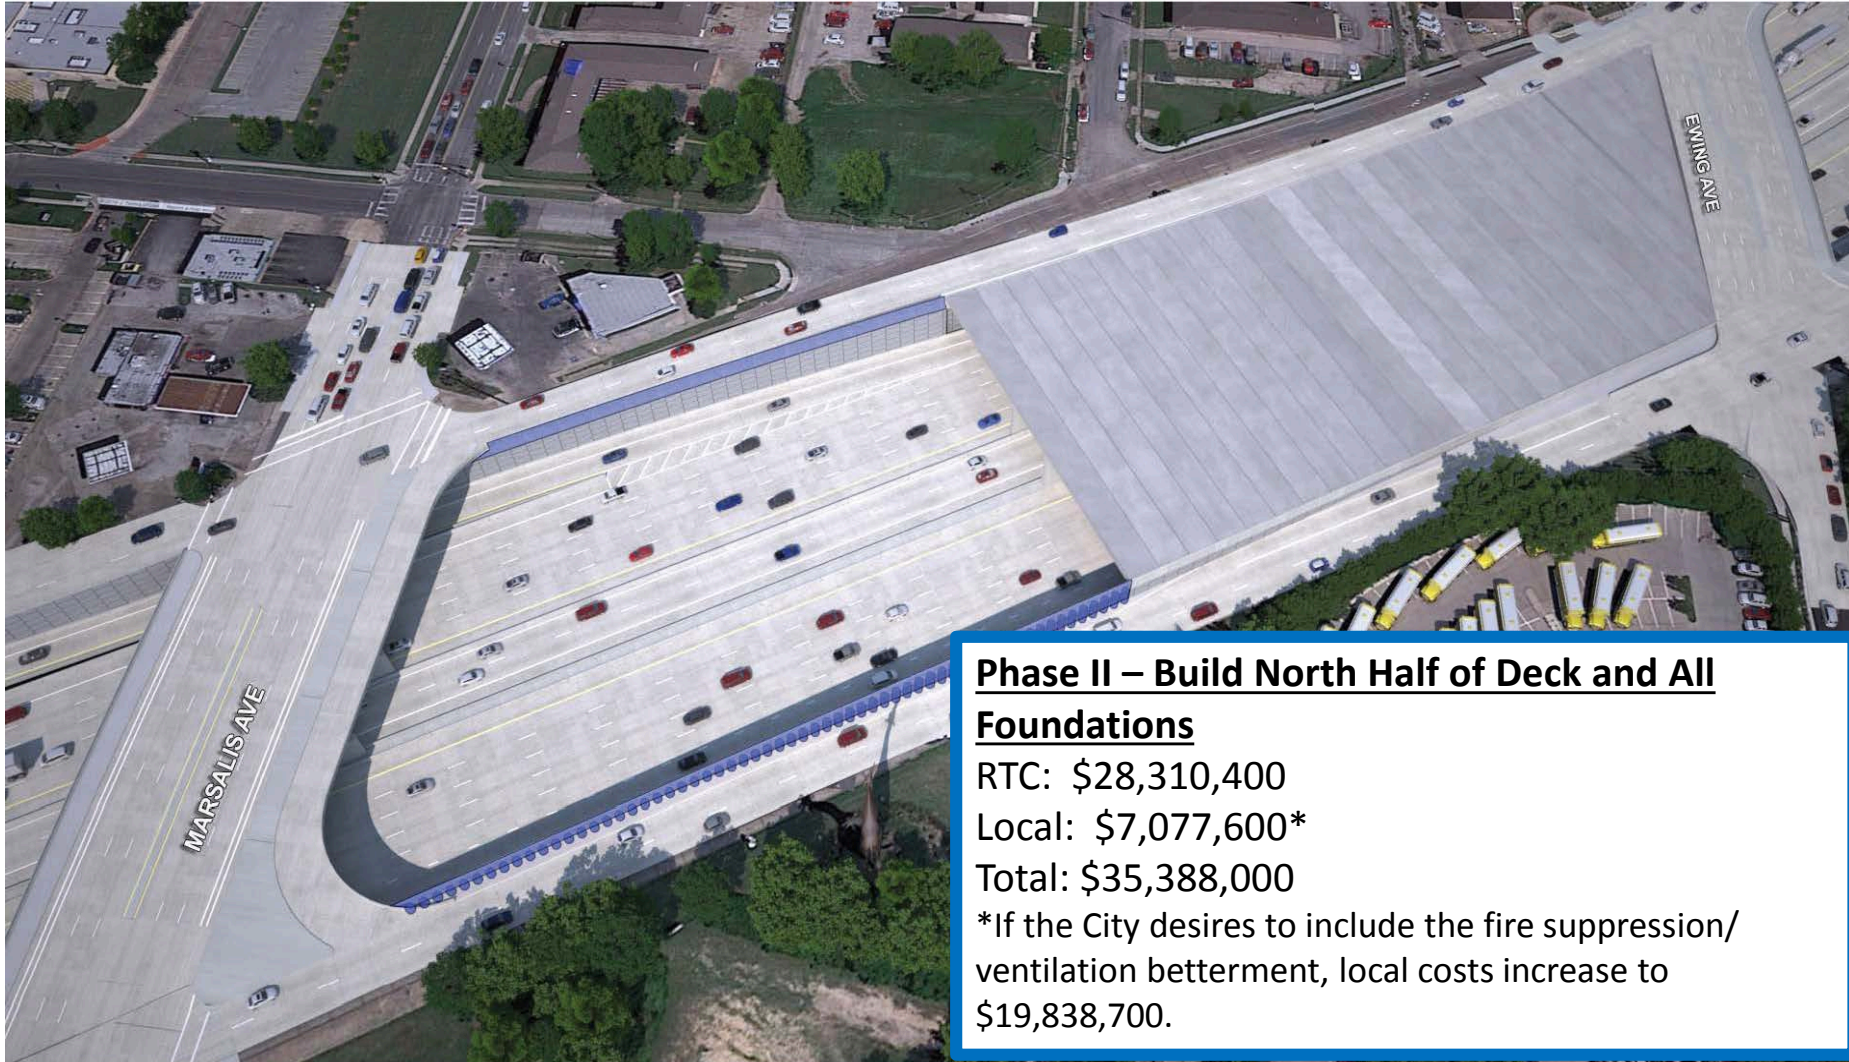 EWING AVE
MARSALIS AVE
Phase II – Build North Half of Deck and All
Foundations
RTC:  $28,310,400
Local:  $7,077,600*
Total: $35,388,000
*If the City desires to include the fire suppression/
ventilation betterment, local costs increase to
$19,838,700.